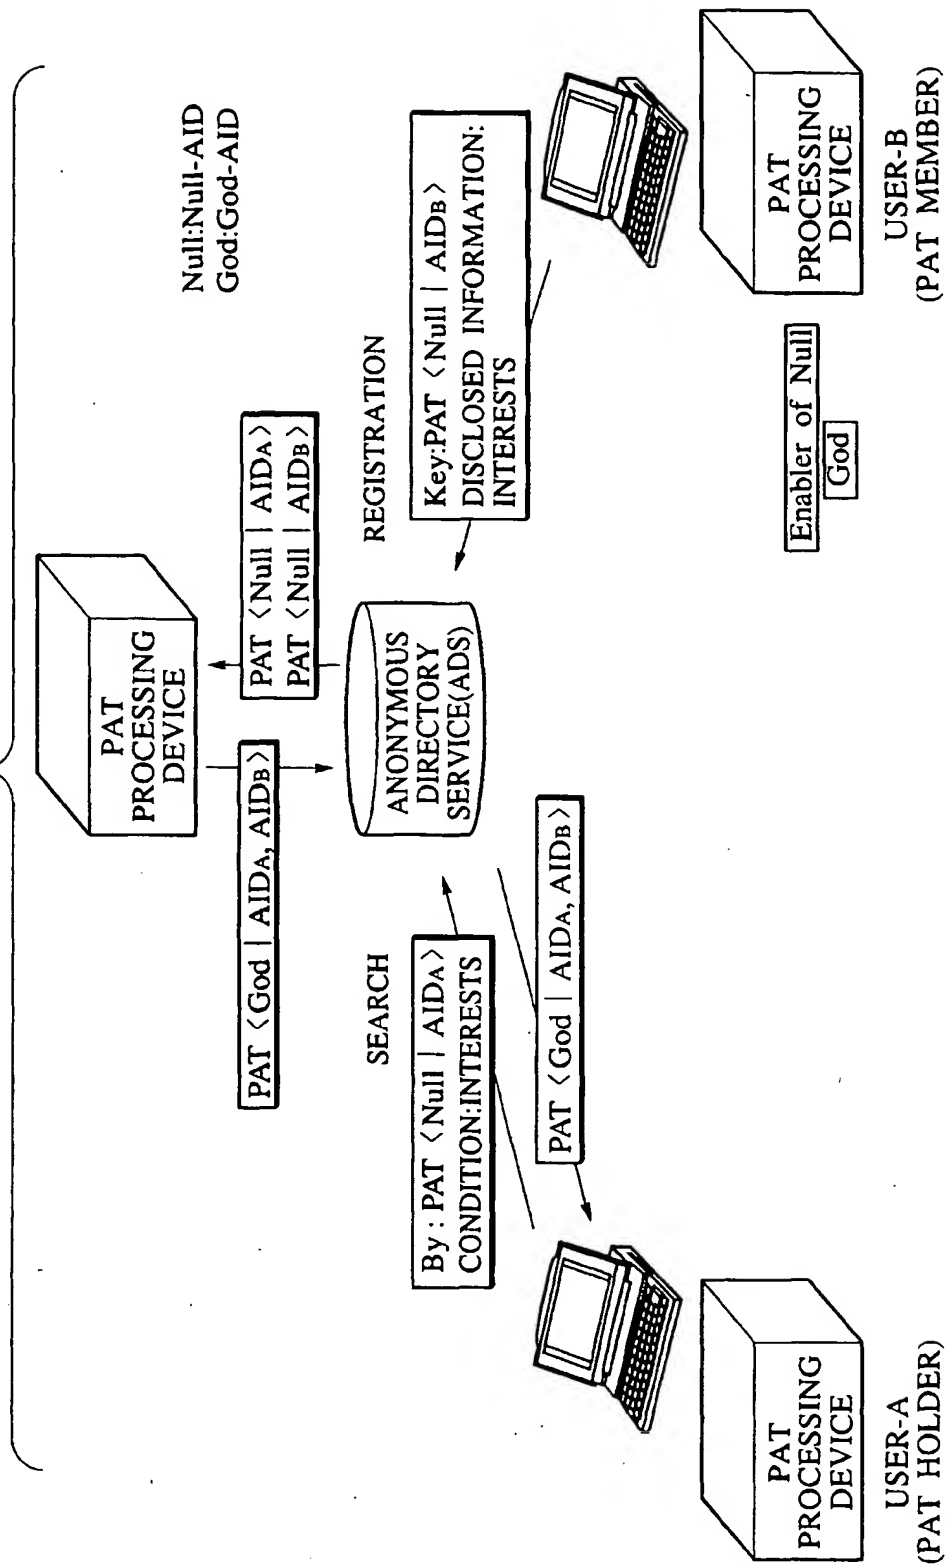 Null:Null-AID
God:God-AID
PAT
PROCESSING
DEVICE
PAT ⟨God | AIDA, AIDB⟩
PAT ⟨Null | AIDA⟩
PAT ⟨Null | AIDB⟩
SEARCH
REGISTRATION
ANONYMOUS
DIRECTORY
SERVICE(ADS)
By : PAT ⟨Null | AIDA⟩
CONDITION:INTERESTS
Key:PAT ⟨Null | AIDB⟩
DISCLOSED INFORMATION:
INTERESTS
PAT ⟨God | AIDA, AIDB⟩
PAT
PROCESSING
DEVICE
USER-A
(PAT HOLDER)
Enabler of Null
God
PAT
PROCESSING
DEVICE
USER-B
(PAT MEMBER)